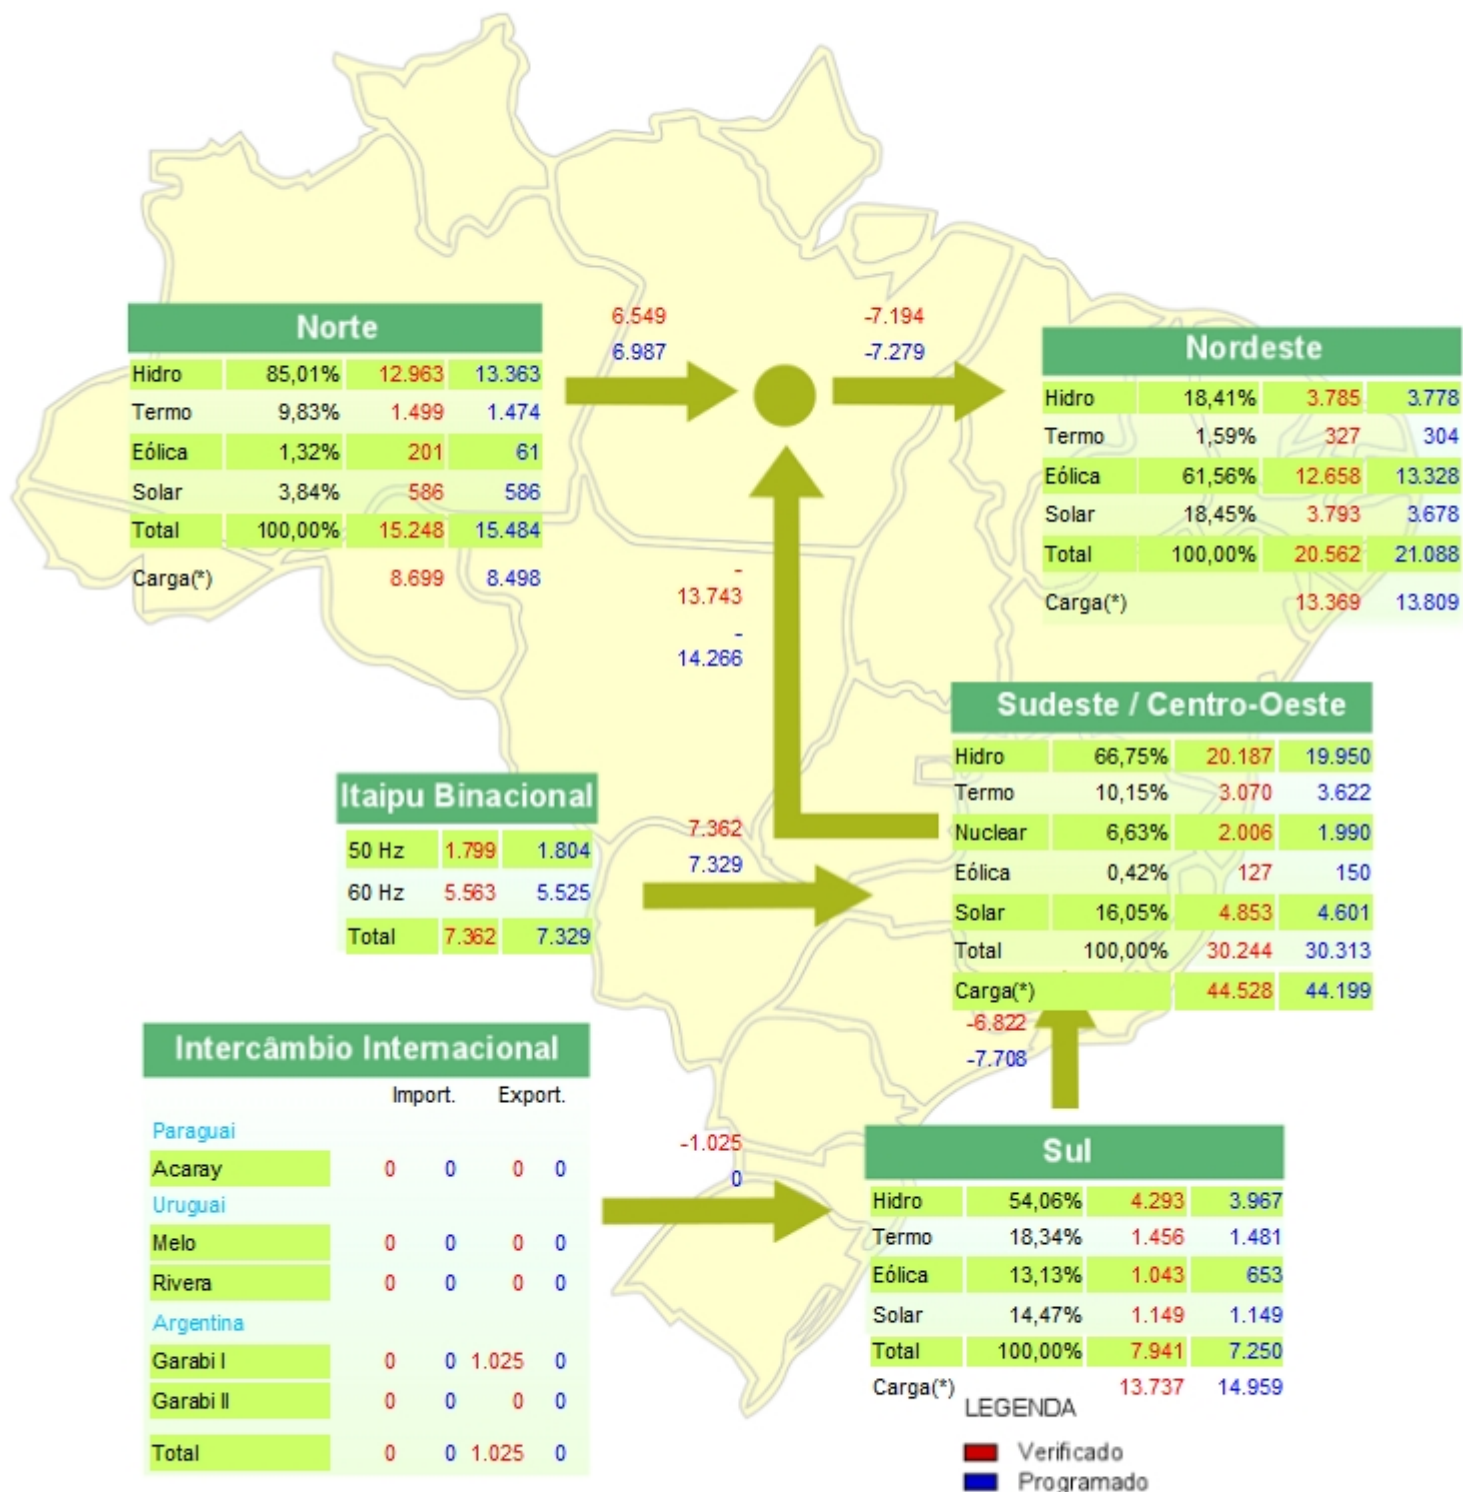 Norte
Hidro 85,01% 12.963 13.363
Termo 9,83% 1.499 1.474
Eólica 1,32% 201 61
Solar 3,84% 586 586
Total 100,00% 15.248 15.484
Carga(*) 8.699 8.498
6.549
6.987
-7.194
-7.279
Nordeste
Hidro 18,41% 3.785 3.778
Termo 1,59% 327 304
Eólica 61,56% 12.658 13.328
Solar 18,45% 3.793 3.678
Total 100,00% 20.562 21.088
Carga(*) 13.369 13.809
-
13.743
-
14.266
Sudeste / Centro-Oeste
Hidro 66,75% 20.187 19.950
Termo 10,15% 3.070 3.622
Nuclear 6,63% 2.006 1.990
Eólica 0,42% 127 150
Solar 16,05% 4.853 4.601
Total 100,00% 30.244 30.313
Carga(*) 44.528 44.199
Itaipu Binacional
50 Hz 1.799 1.804
60 Hz 5.563 5.525
Total 7.362 7.329
7.362
7.329
-6.822
-7.708
Intercâmbio Internacional
Import. Export.
Paraguai
Acaray 0 0 0 0
Uruguai
Melo 0 0 0 0
Rivera 0 0 0 0
Argentina
Garabi I 0 0 1.025 0
Garabi II 0 0 0 0
Total 0 0 1.025 0
-1.025
0
Sul
Hidro 54,06% 4.293 3.967
Termo 18,34% 1.456 1.481
Eólica 13,13% 1.043 653
Solar 14,47% 1.149 1.149
Total 100,00% 7.941 7.250
Carga(*) 13.737 14.959
LEGENDA
Verificado
Programado